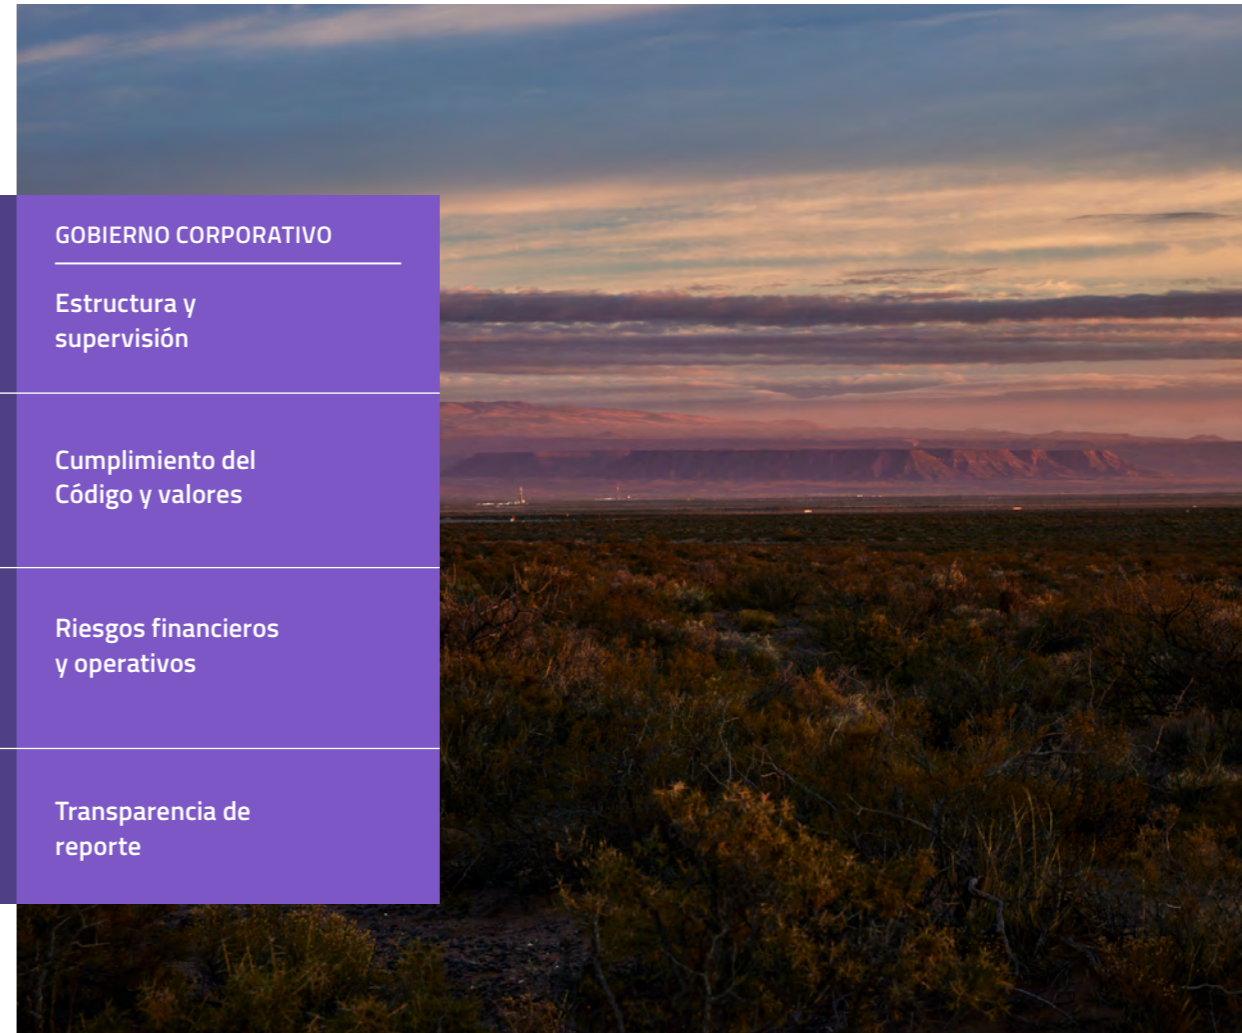 GOBIERNO CORPORATIVO
Estructura y
supervisión
Cumplimiento del
Código y valores
Riesgos financieros
y operativos
Transparencia de
reporte